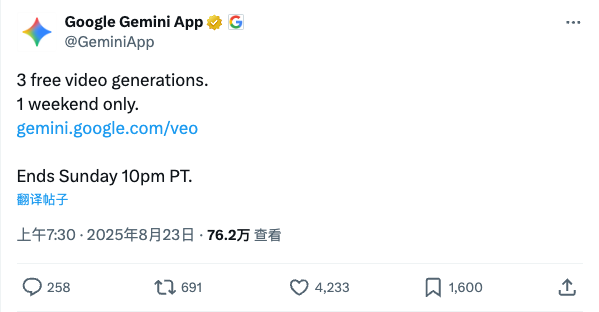 Google Gemini App
@GeminiApp
3 free video generations.
1 weekend only.
gemini.google.com/veo
Ends Sunday 10pm PT.
翻译帖子
上午7:30 · 2025年8月23日 · 76.2万 查看
258 691 4,233 1,600